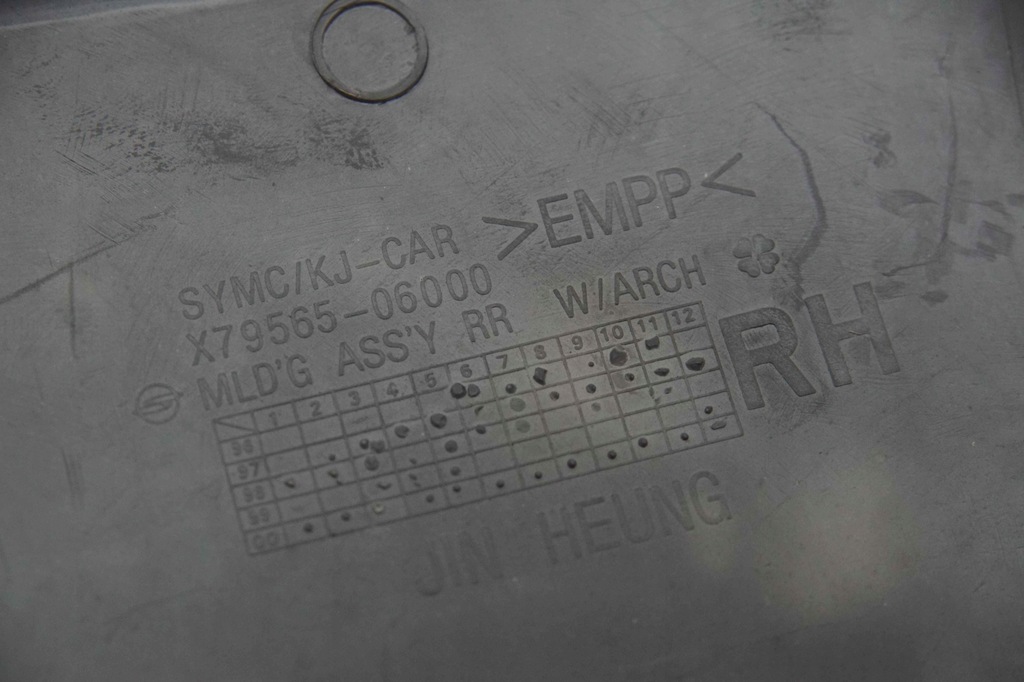 >EMPP<
SYMC/KJ-CAR
X79565-06000
MLD'G ASS'Y RR W/ARCH
1 2 3 4 5 6 7 8 9 10 11 12
96
97
98
99
00
RH
JIN HEUNG